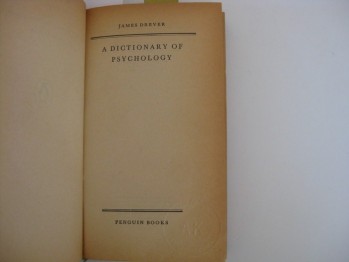 JAMES DREVER
A DICTIONARY OF
PSYCHOLOGY
PENGUIN BOOKS